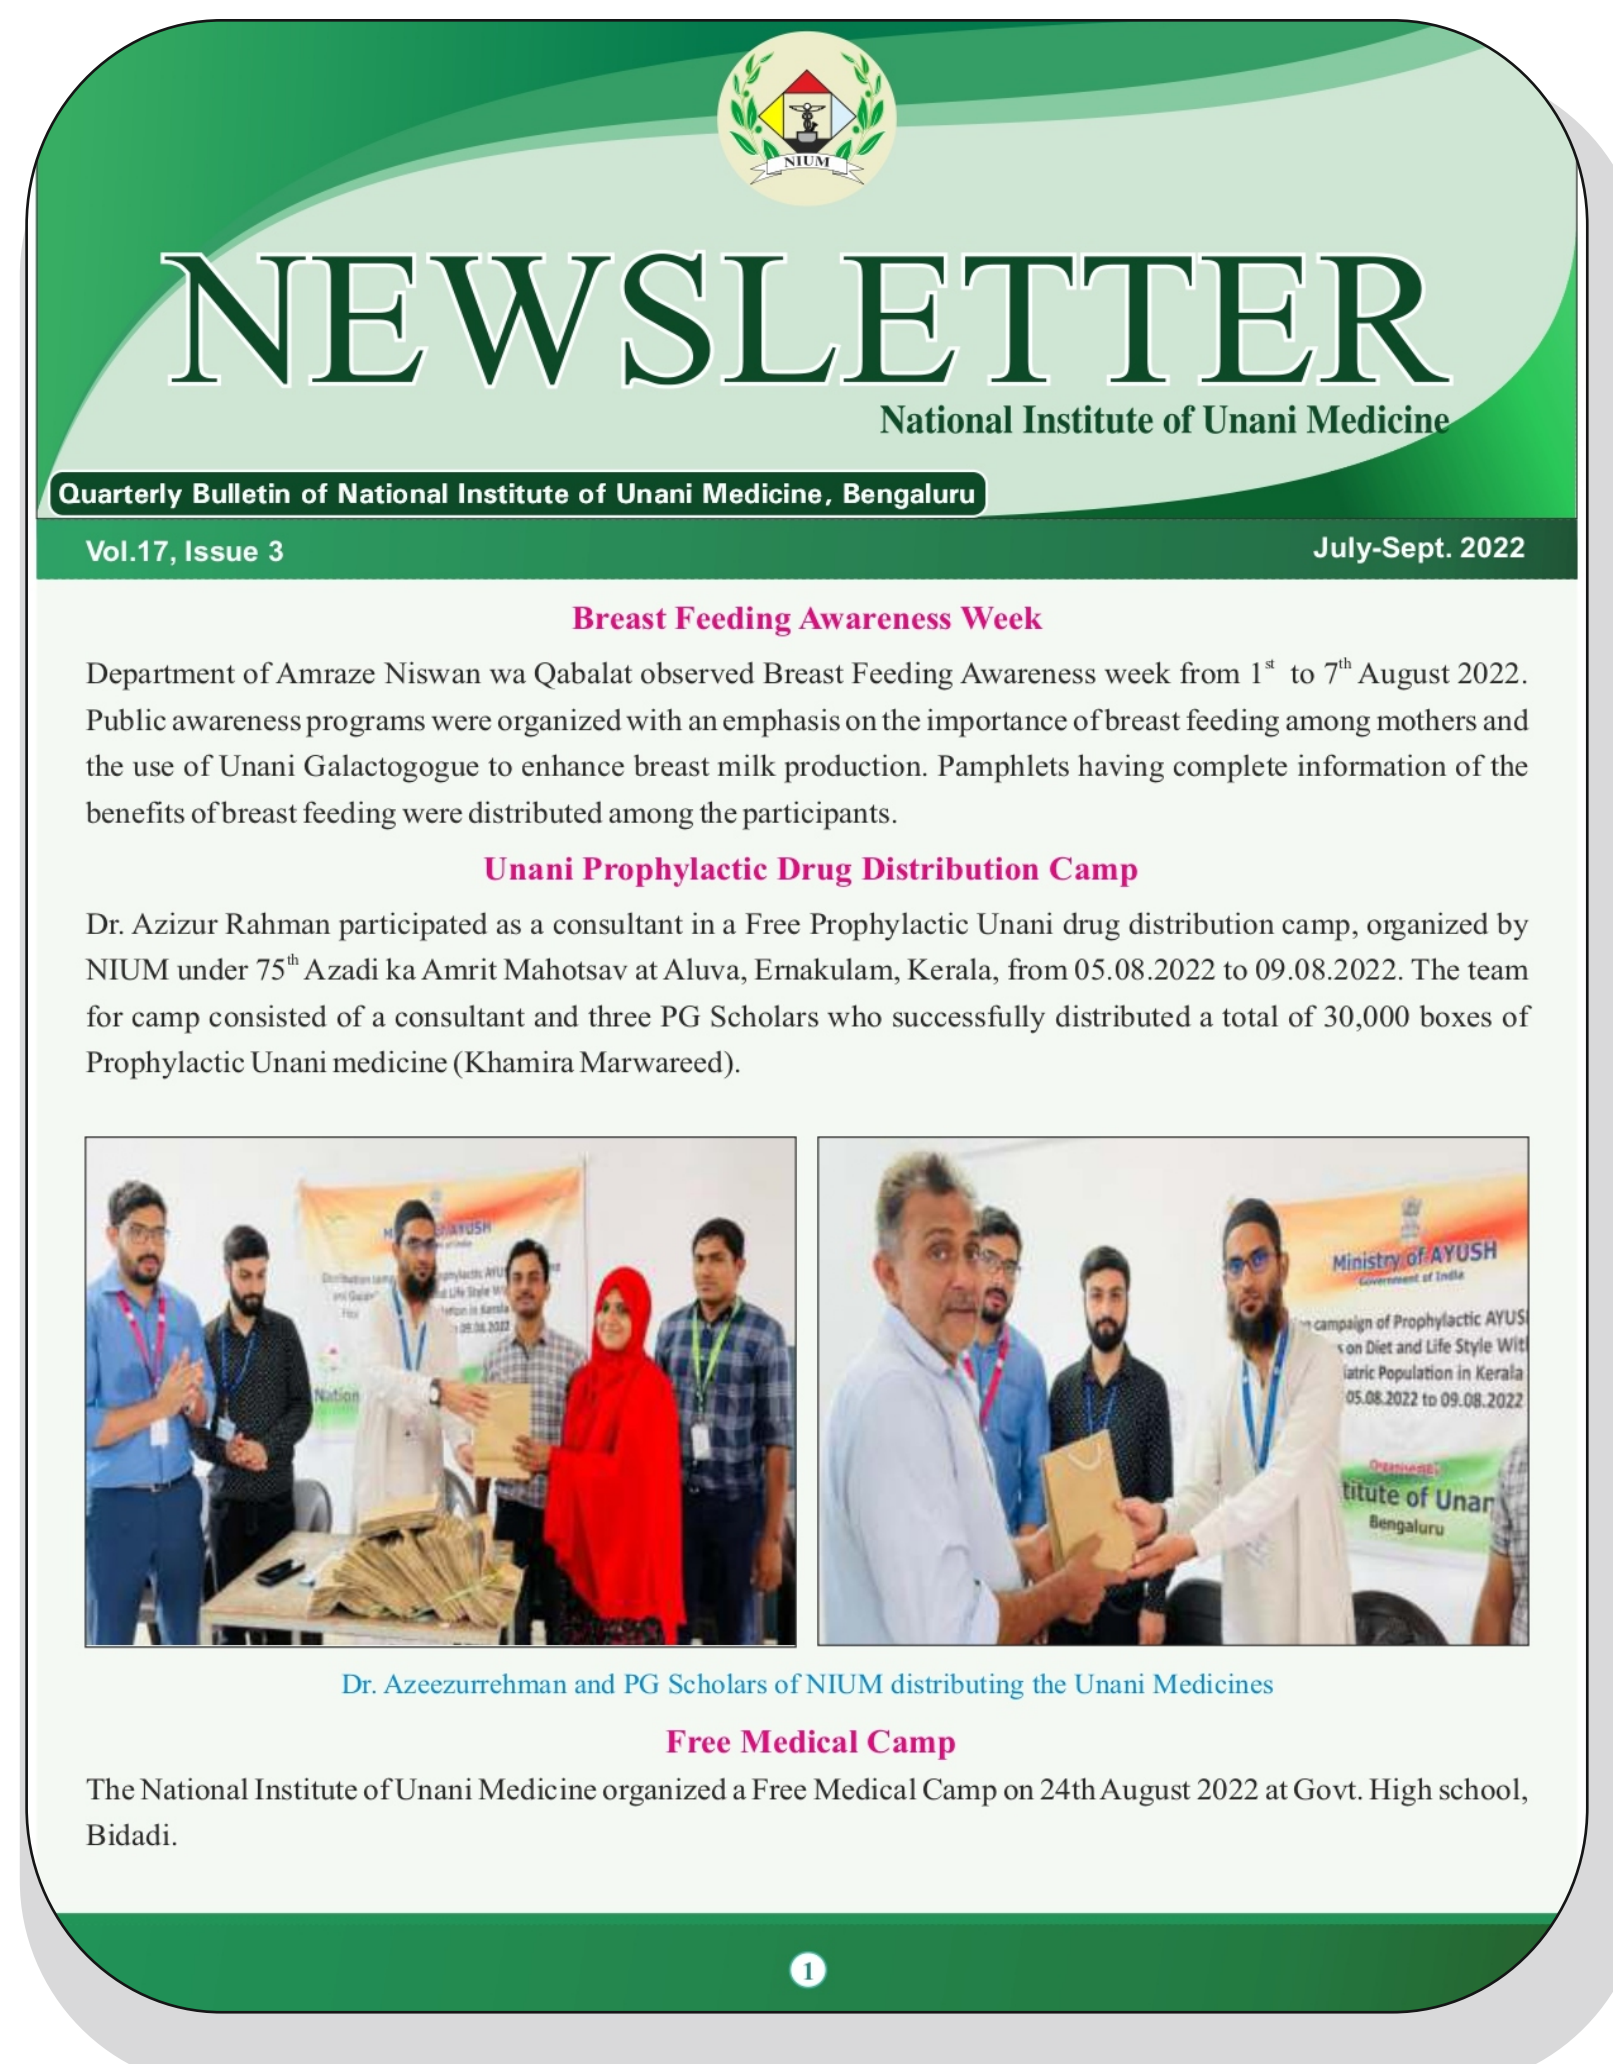 NIUM
NEWSLETTER
National Institute of Unani Medicine
Quarterly Bulletin of National Institute of Unani Medicine, Bengaluru
Vol.17, Issue 3
July-Sept. 2022
Breast Feeding Awareness Week
Department of Amraze Niswan wa Qabalat observed Breast Feeding Awareness week from 1st to 7th August 2022.
Public awareness programs were organized with an emphasis on the importance of breast feeding among mothers and
the use of Unani Galactogogue to enhance breast milk production. Pamphlets having complete information of the
benefits of breast feeding were distributed among the participants.
Unani Prophylactic Drug Distribution Camp
Dr. Azizur Rahman participated as a consultant in a Free Prophylactic Unani drug distribution camp, organized by
NIUM under 75th Azadi ka Amrit Mahotsav at Aluva, Ernakulam, Kerala, from 05.08.2022 to 09.08.2022. The team
for camp consisted of a consultant and three PG Scholars who successfully distributed a total of 30,000 boxes of
Prophylactic Unani medicine (Khamira Marwareed).
AYUSH
Life Style
in Kerala
09.08.2022
Nation
Ministry of AYUSH
Government of India
campaign of Prophylactic AYUS
on Diet and Life Style Wit
iatric Population in Kerala
05.08.2022 to 09.08.2022
Organised By
titute of Unan
Bengaluru
Dr. Azeezurrehman and PG Scholars of NIUM distributing the Unani Medicines
Free Medical Camp
The National Institute of Unani Medicine organized a Free Medical Camp on 24th August 2022 at Govt. High school,
Bidadi.
1